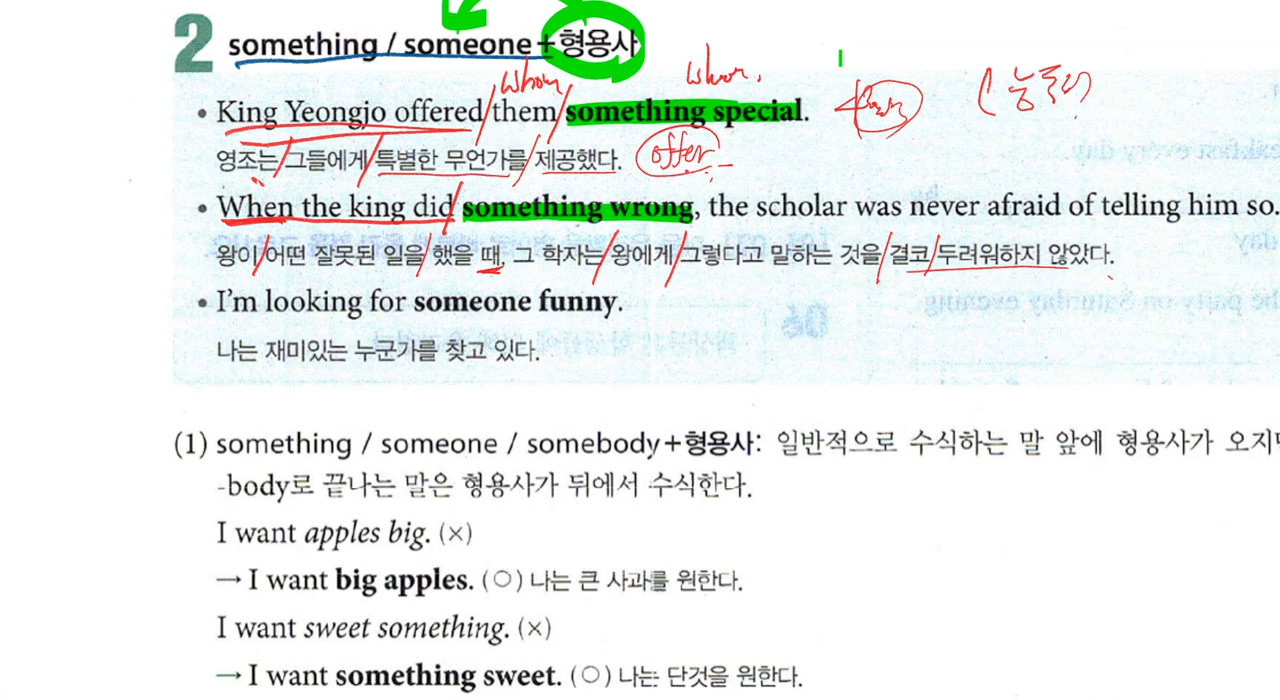 2 something / someone+형용사
• King Yeongjo offered them something special.
영조는 그들에게 특별한 무언가를 제공했다. offer
• When the king did something wrong, the scholar was never afraid of telling him so.
왕이 어떤 잘못된 일을 했을 때, 그 학자는 왕에게 그렇다고 말하는 것을 결코 두려워하지 않았다.
• I'm looking for someone funny.
나는 재미있는 누군가를 찾고 있다.
(1) something / someone / somebody+형용사: 일반적으로 수식하는 말 앞에 형용사가
-body로 끝나는 말은 형용사가 뒤에서 수식한다.
I want apples big. (×)
→ I want big apples. (○) 나는 큰 사과를 원한다.
I want sweet something. (×)
→ I want something sweet. (○) 나는 단것을 원한다.